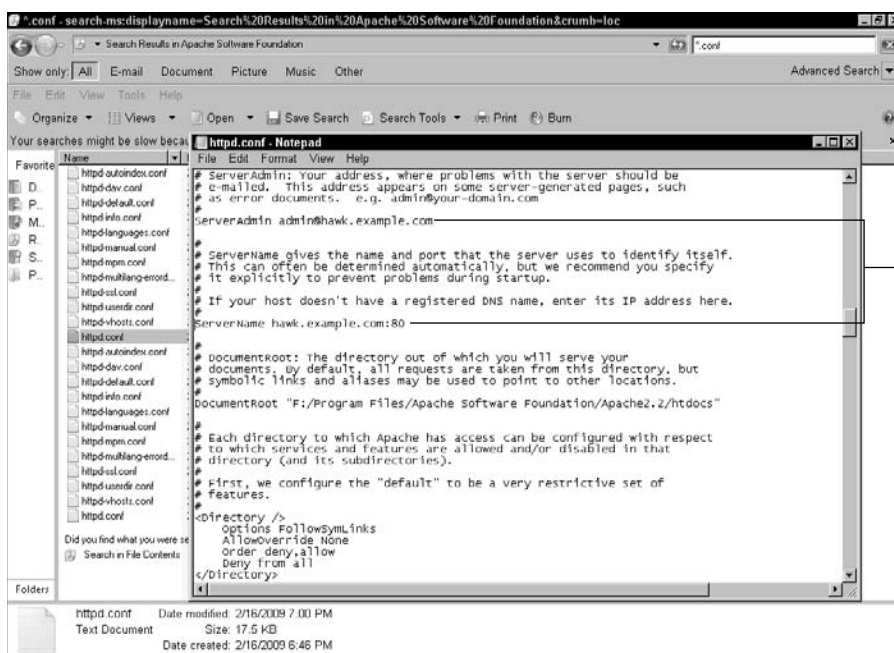 *.conf - search-ms:displayname=Search%20Results%20in%20Apache%20Software%20Foundation&crumb=loc
Search Results in Apache Software Foundation
*.conf
Show only: All E-mail Document Picture Music Other
Advanced Search
File Edit View Tools Help
Organize Views Open Save Search Search Tools Print Burn
Your searches might be slow becau
Favorite
D..
P..
M..
R..
S..
P..
Folders
Name
httpd-autoindex.conf
httpd-dav.conf
httpd-default.conf
httpd-info.conf
httpd-languages.conf
httpd-manual.conf
httpd-mpm.conf
httpd-multilang-errord...
httpd-ssl.conf
httpd-userdir.conf
httpd-vhosts.conf
httpd.conf
httpd-autoindex.conf
httpd-dav.conf
httpd-default.conf
httpd-info.conf
httpd-languages.conf
httpd-manual.conf
httpd-mpm.conf
httpd-multilang-errord...
httpd-ssl.conf
httpd-userdir.conf
httpd-vhosts.conf
httpd.conf
Did you find what you were se
Search in File Contents
httpd.conf - Notepad
File Edit Format View Help
# ServerAdmin: Your address, where problems with the server should be
# e-mailed. This address appears on some server-generated pages, such
# as error documents. e.g. admin@your-domain.com
#
ServerAdmin admin@hawk.example.com
#
# ServerName gives the name and port that the server uses to identify itself.
# This can often be determined automatically, but we recommend you specify
# it explicitly to prevent problems during startup.
#
# If your host doesn't have a registered DNS name, enter its IP address here.
#
ServerName hawk.example.com:80
#
# DocumentRoot: The directory out of which you will serve your
# documents. By default, all requests are taken from this directory, but
# symbolic links and aliases may be used to point to other locations.
#
DocumentRoot "F:/Program Files/Apache Software Foundation/Apache2.2/htdocs"
#
# Each directory to which Apache has access can be configured with respect
# to which services and features are allowed and/or disabled in that
# directory (and its subdirectories).
#
# First, we configure the "default" to be a very restrictive set of
# features.
#
<Directory />
Options FollowSymLinks
AllowOverride None
Order deny,allow
Deny from all
</Directory>
httpd.conf Date modified: 2/16/2009 7:00 PM
Text Document Size: 17.5 KB
Date created: 2/16/2009 6:46 PM